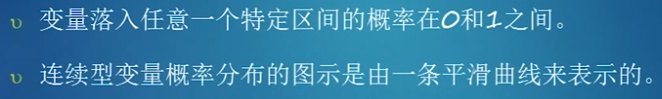 变量落入任意一个特定区间的概率在0和1之间。
连续型变量概率分布的图示是由一条平滑曲线来表示的。